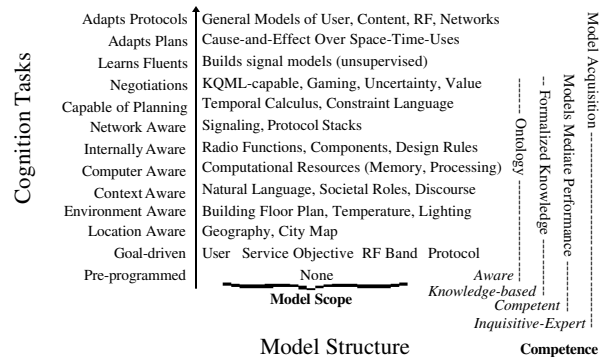 Adapts Protocols General Models of User, Content, RF, Networks
Adapts Plans Cause-and-Effect Over Space-Time-Uses
Learns Fluents Builds signal models (unsupervised)
Negotiations KQML-capable, Gaming, Uncertainty, Value
Capable of Planning Temporal Calculus, Constraint Language
Network Aware Signaling, Protocol Stacks
Internally Aware Radio Functions, Components, Design Rules
Computer Aware Computational Resources (Memory, Processing)
Context Aware Natural Language, Societal Roles, Discourse
Environment Aware Building Floor Plan, Temperature, Lighting
Location Aware Geography, City Map
Goal-driven User Service Objective RF Band Protocol
Pre-programmed None
Model Scope
Cognition Tasks
Ontology
Formalized Knowledge
Models Mediate Performance
Model Acquisition
Aware
Knowledge-based
Competent
Inquisitive-Expert
Model Structure
Competence